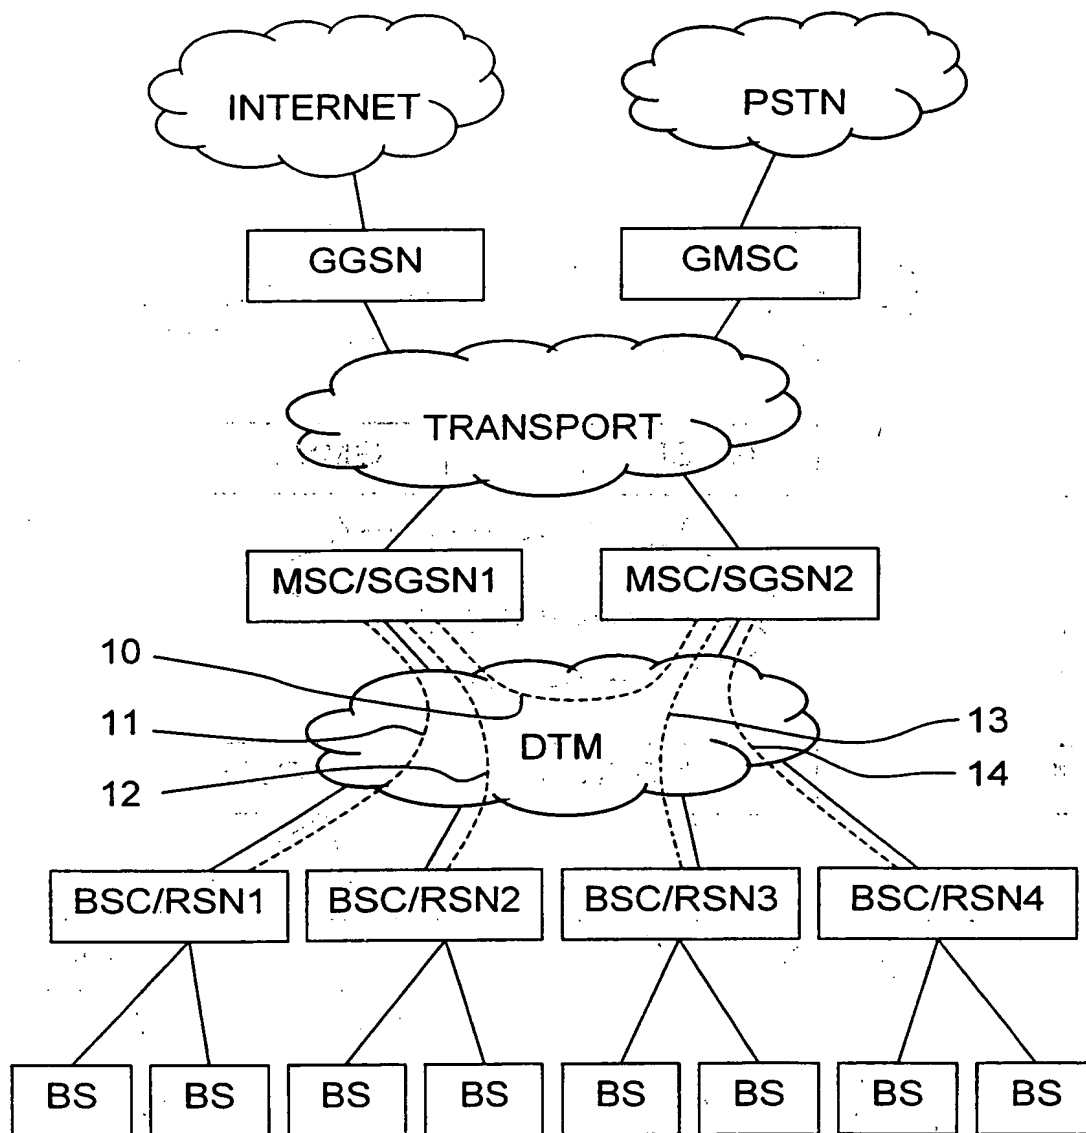 INTERNET
PSTN
GGSN
GMSC
TRANSPORT
MSC/SGSN1
MSC/SGSN2
10
11
13
DTM
12
14
BSC/RSN1
BSC/RSN2
BSC/RSN3
BSC/RSN4
BS
BS
BS
BS
BS
BS
BS
BS